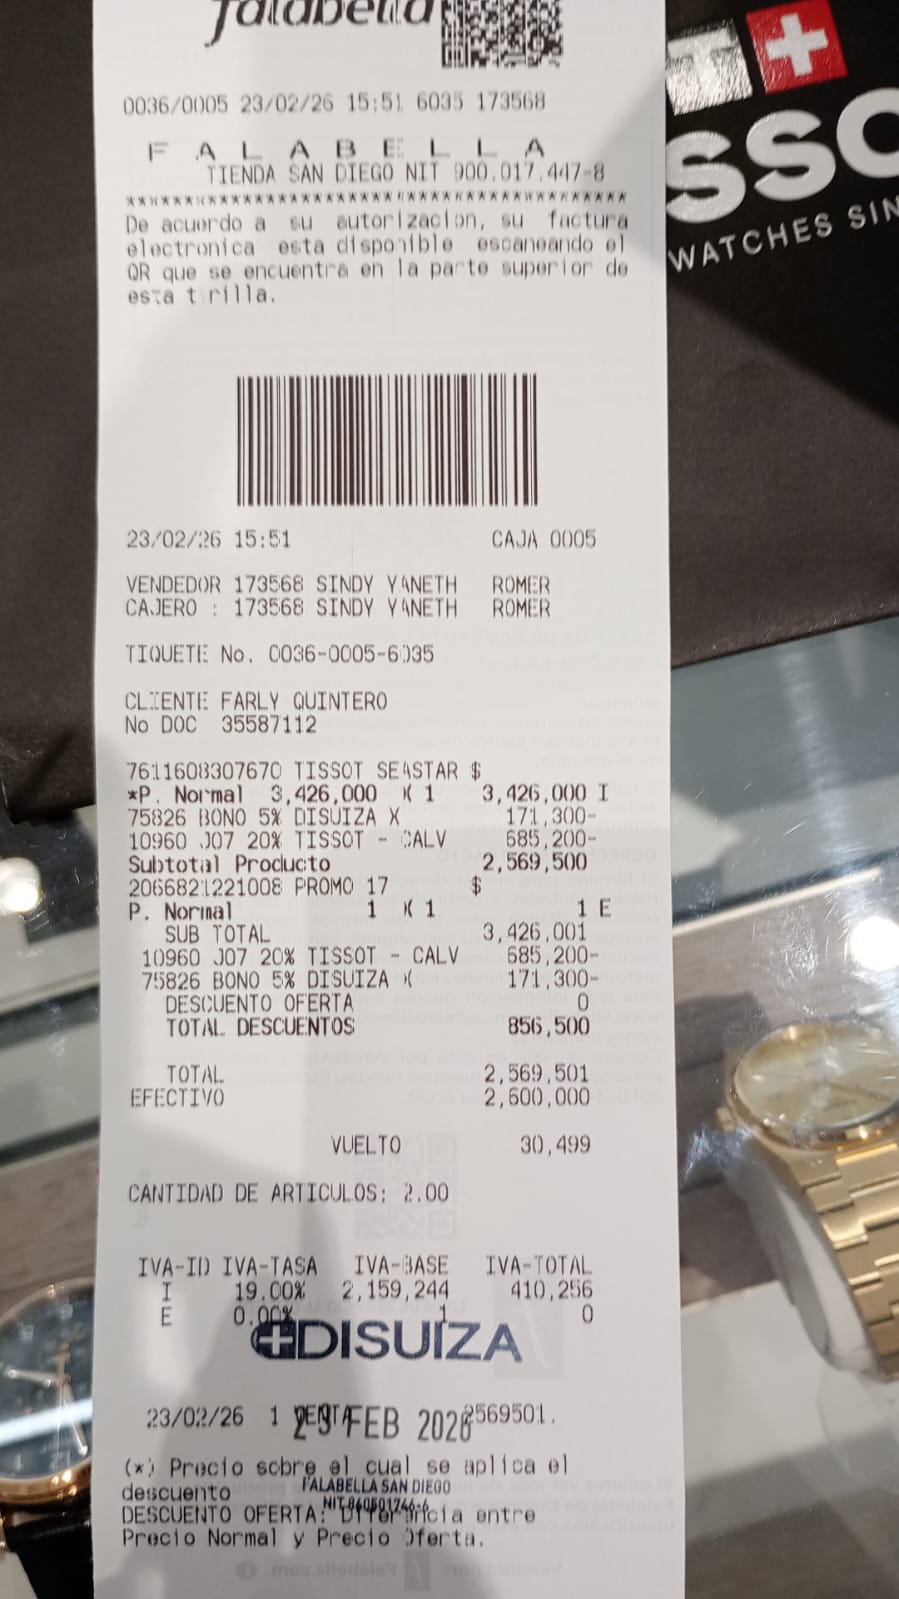 falabella
0036/0005 23/02/26 15:51 6035 173568
F A L A B E L L A
TIENDA SAN DIEGO NIT 900.017.447-8
De acuerdo a su autorizacion, su factura
electronica esta disponible escaneando el
QR que se encuentra en la parte superior de
esta tirilla.
23/02/26 15:51 CAJA 0005
VENDEDOR 173568 SINDY YANETH ROMER
CAJERO : 173568 SINDY YANETH ROMER
TIQUETE No. 0036-0005-6035
CLIENTE FARLY QUINTERO
No DOC 35587112
7611608307670 TISSOT SEASTAR $
*P. Normal 3,426,000 X 1 3,426,000 I
75826 BONO 5% DISUIZA X 171,300-
10960 J07 20% TISSOT - CALV 685,200-
Subtotal Producto 2,569,500
2066821221008 PROMO 17 $
P. Normal 1 X 1 1 E
SUB TOTAL 3,426,001
10960 J07 20% TISSOT - CALV 685,200-
75826 BONO 5% DISUIZA X 171,300-
DESCUENTO OFERTA 0
TOTAL DESCUENTOS 856,500
TOTAL 2,569,501
EFECTIVO 2,600,000
VUELTO 30,499
CANTIDAD DE ARTICULOS: 2.00
IVA-ID IVA-TASA IVA-BASE IVA-TOTAL
I 19.00% 2,159,244 410,256
E 0.00% 1 0
DISUIZA
23/02/26 1 VENTA 2569501.
23 FEB 2026
(*) Precio sobre el cual se aplica el
descuento
FALABELLA SAN DIEGO
NIT 860501746-6
DESCUENTO OFERTA: Diferencia entre
Precio Normal y Precio Oferta.
SSO
WATCHES SIN